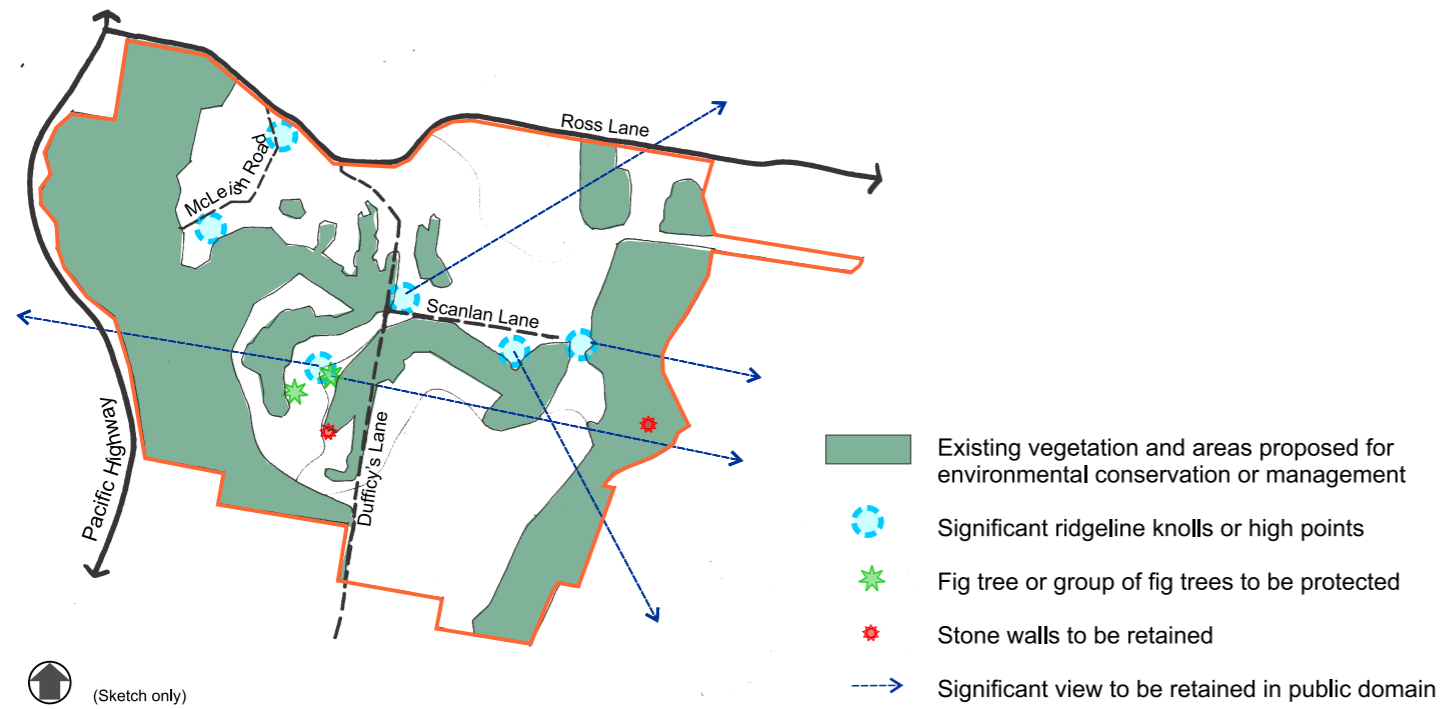 Ross Lane
McLeish Road
Scanlan Lane
Pacific Highway
Dufficy's Lane
Existing vegetation and areas proposed for
environmental conservation or management
Significant ridgeline knolls or high points
Fig tree or group of fig trees to be protected
Stone walls to be retained
(Sketch only)
Significant view to be retained in public domain